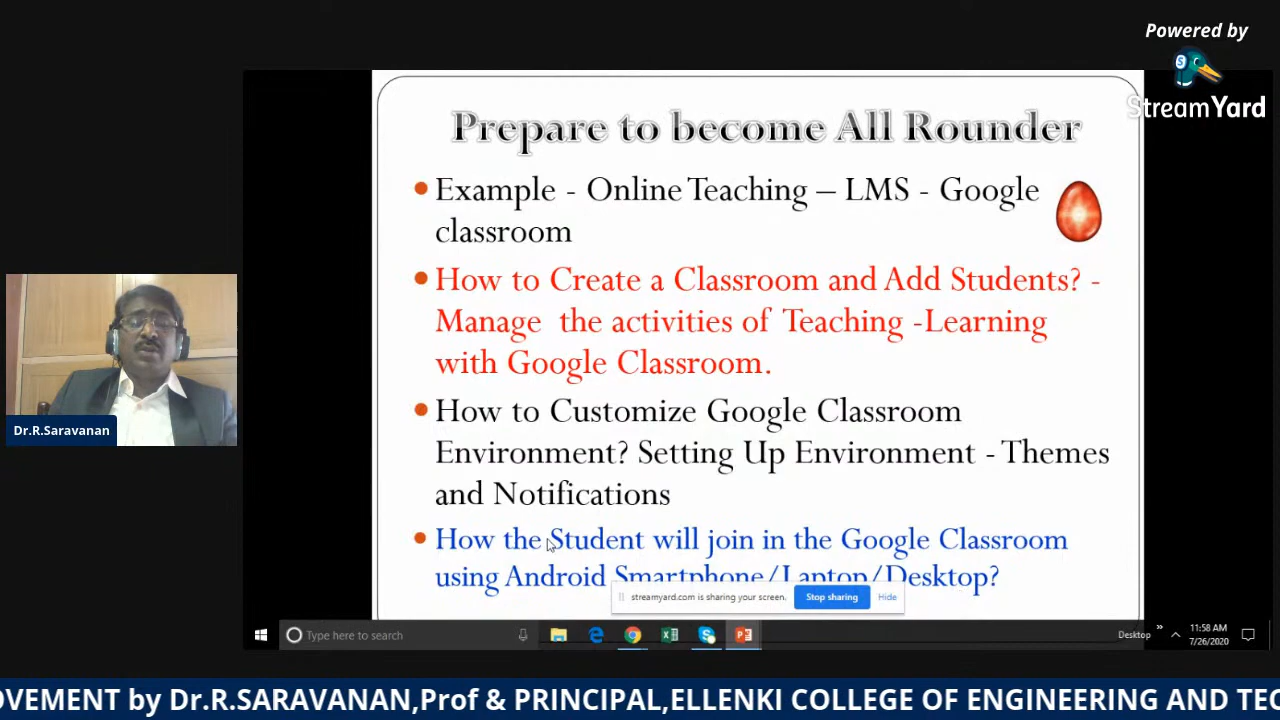 Powered by
StreamYard
Prepare to become All Rounder
Example - Online Teaching – LMS - Google
classroom
How to Create a Classroom and Add Students? -
Manage the activities of Teaching -Learning
with Google Classroom.
How to Customize Google Classroom
Environment? Setting Up Environment - Themes
and Notifications
How the Student will join in the Google Classroom
using Android Smartphone/Laptop/Desktop?
streamyard.com is sharing your screen. Stop sharing Hide
Dr.R.Saravanan
Type here to search
Desktop
11:58 AM
7/26/2020
OVEMENT by Dr.R.SARAVANAN,Prof & PRINCIPAL,ELLENKI COLLEGE OF ENGINEERING AND TEC